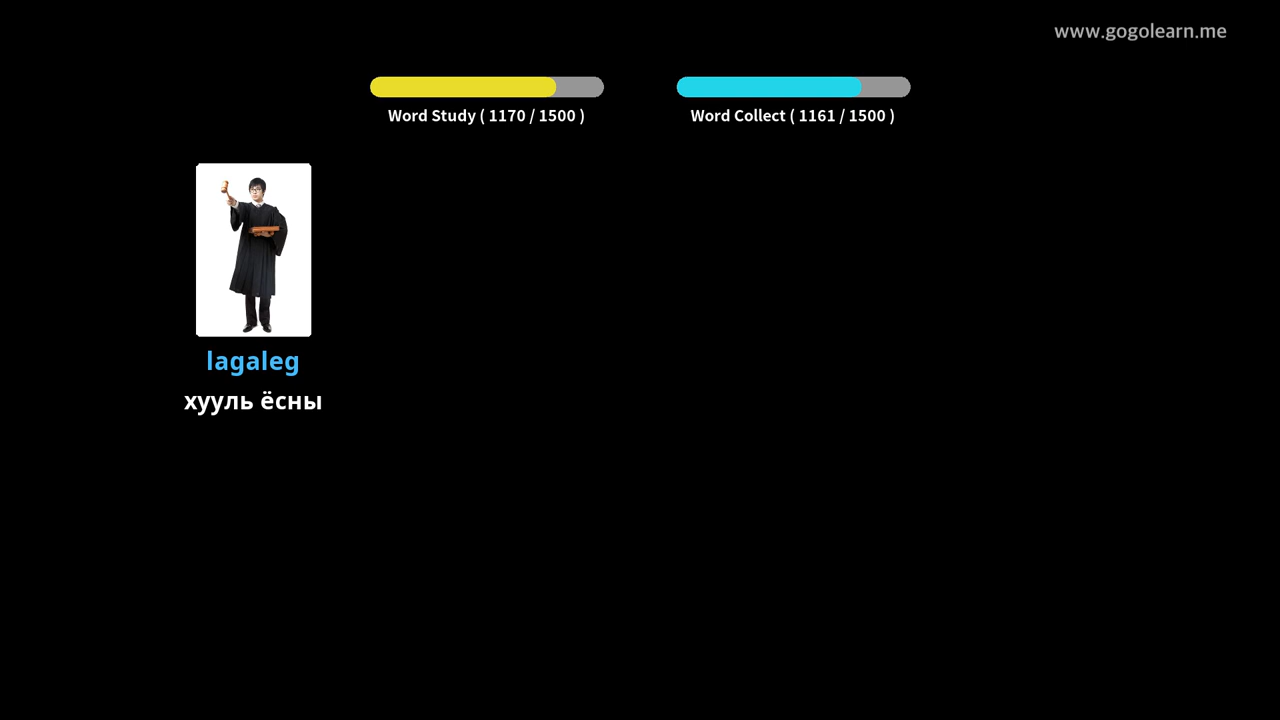 www.gogolearn.me
Word Study ( 1170 / 1500 )
Word Collect ( 1161 / 1500 )
lagaleg
хууль ёсны